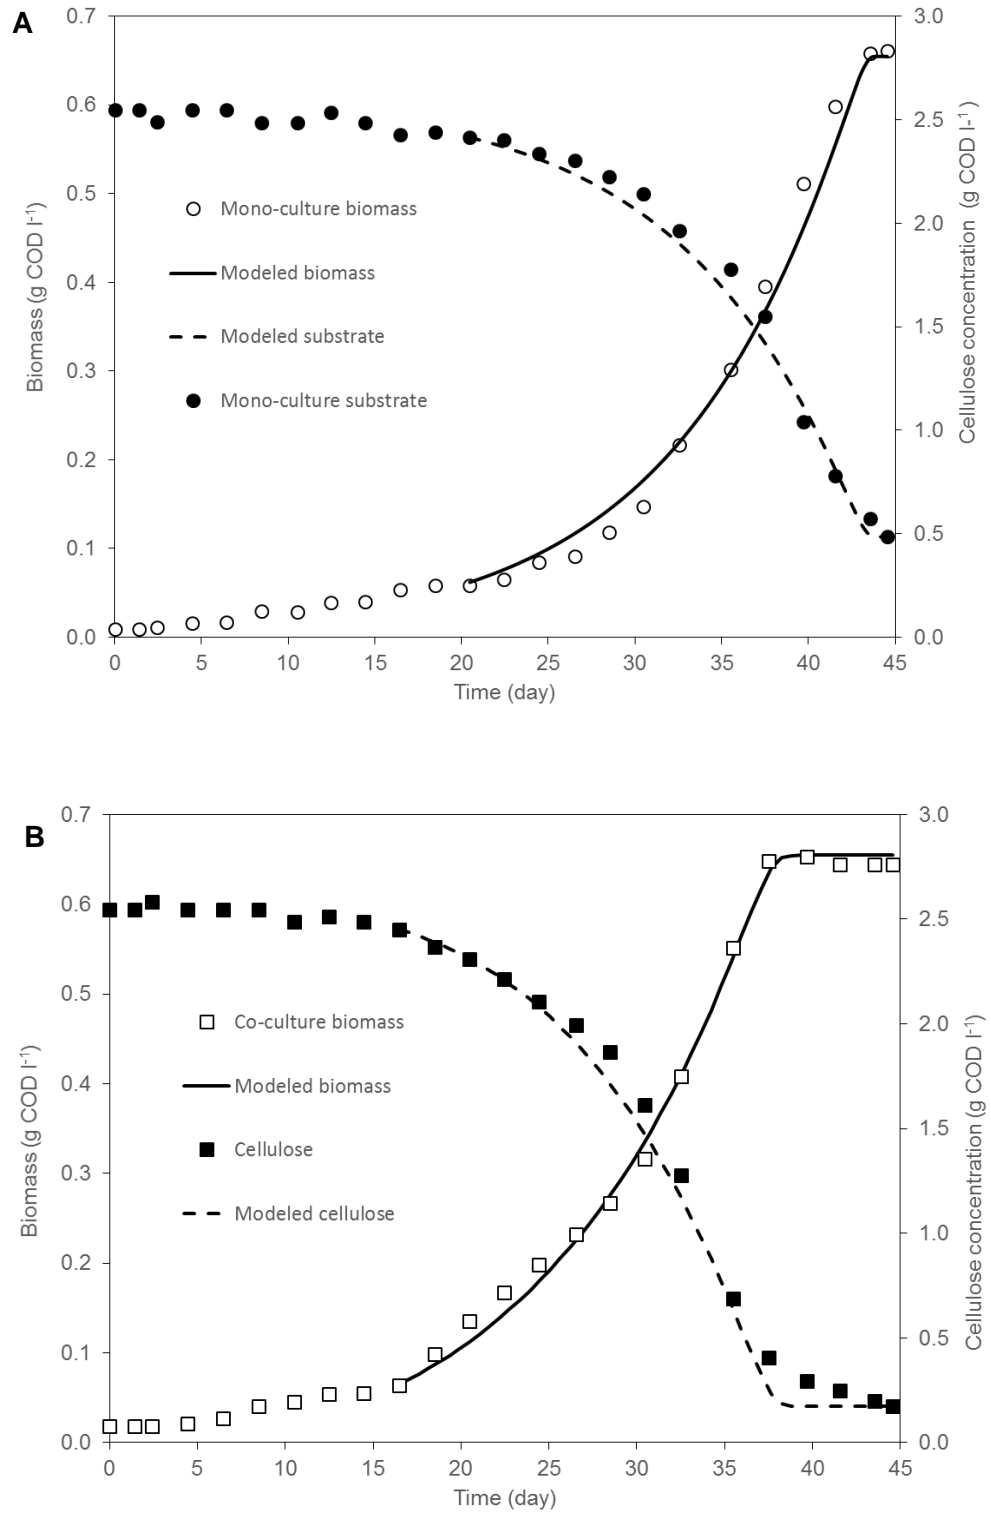 A
0.7
0.6
0.5
0.4
0.3
0.2
0.1
0.0
Biomass (g COD l-1)
3.0
2.5
2.0
1.5
1.0
0.5
0.0
Cellulose concentration (g COD l-1)
Mono-culture biomass
Modeled biomass
Modeled substrate
Mono-culture substrate
0 5 10 15 20 25 30 35 40 45
Time (day)
B
0.7
0.6
0.5
0.4
0.3
0.2
0.1
0.0
Biomass (g COD l-1)
3.0
2.5
2.0
1.5
1.0
0.5
0.0
Cellulose concentration (g COD l-1)
Co-culture biomass
Modeled biomass
Cellulose
Modeled cellulose
0 5 10 15 20 25 30 35 40 45
Time (day)